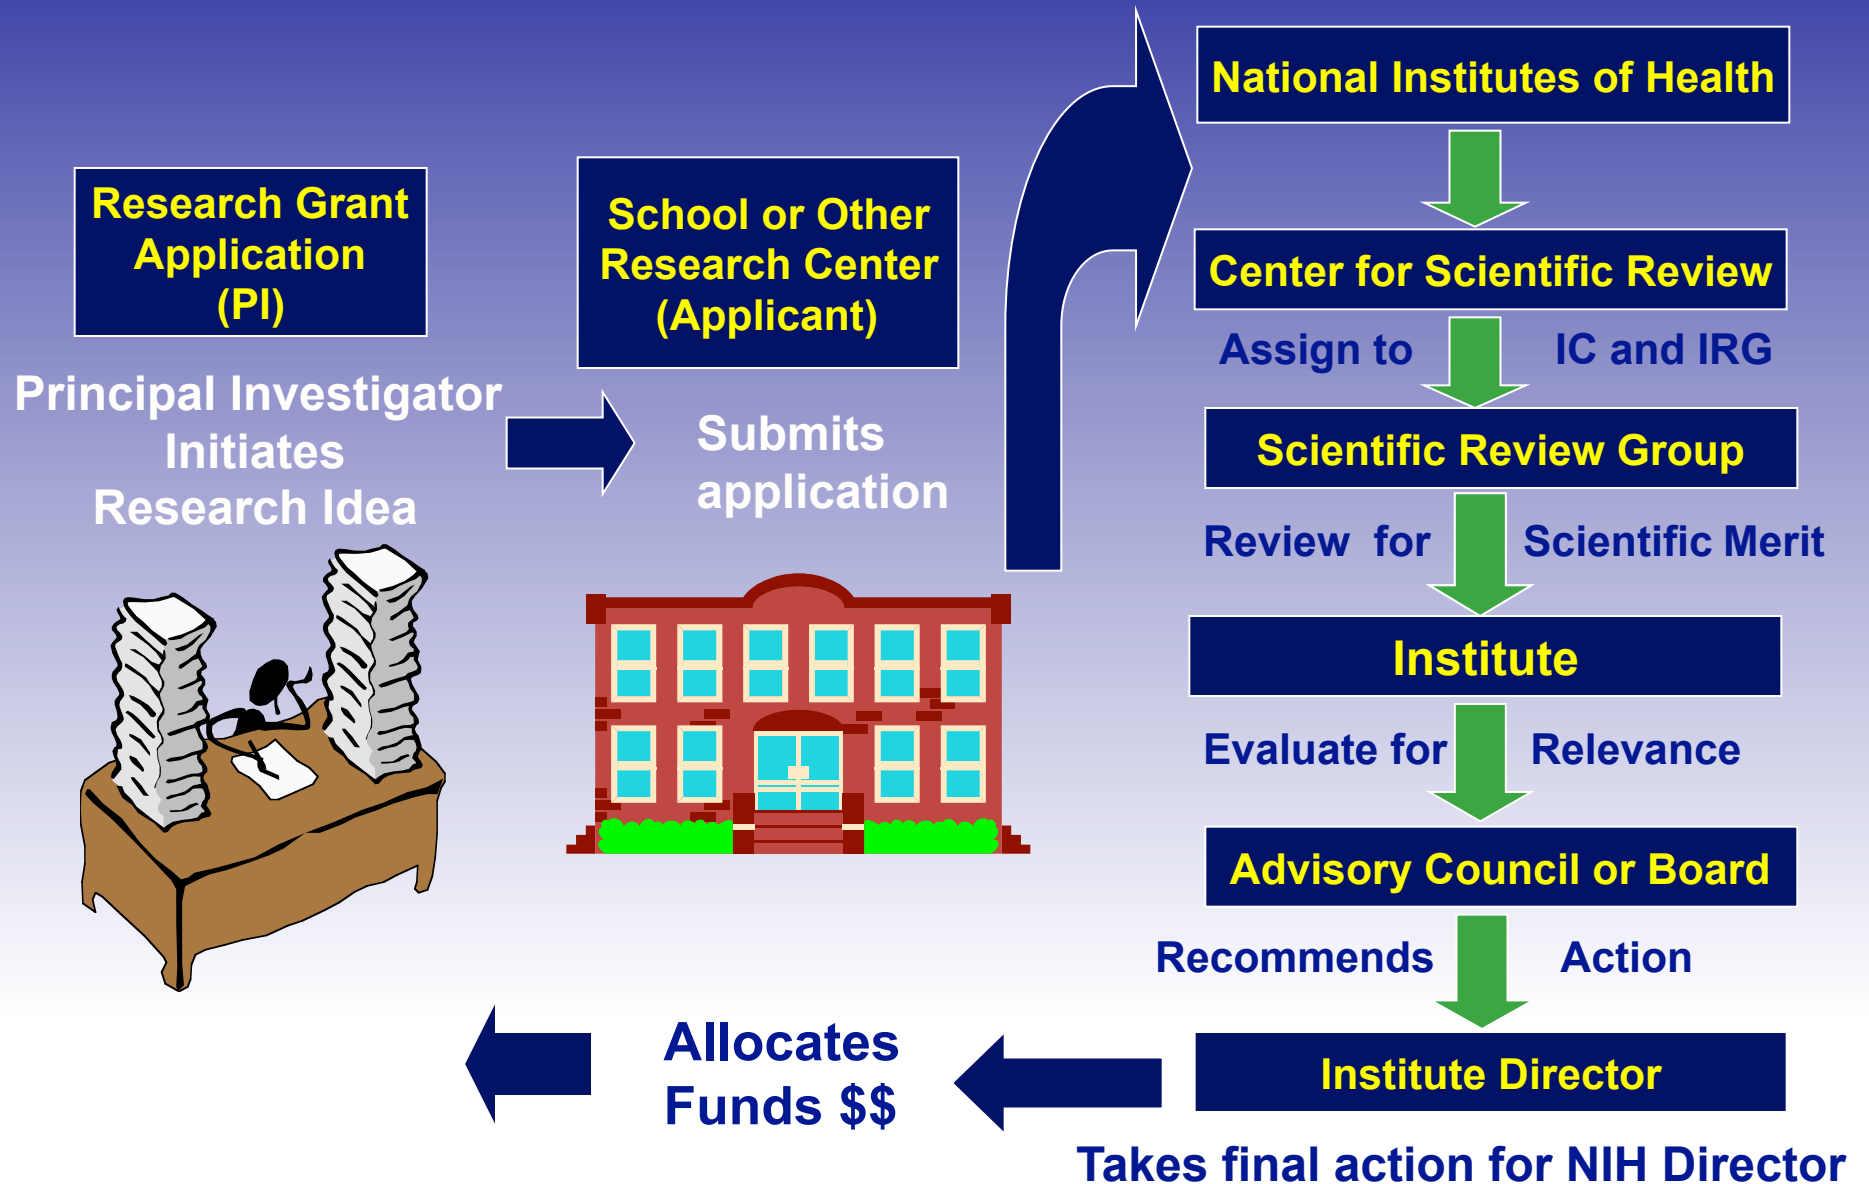 Research Grant
Application
(PI)
Principal Investigator
Initiates
Research Idea
School or Other
Research Center
(Applicant)
Submits
application
National Institutes of Health
Center for Scientific Review
Assign to IC and IRG
Scientific Review Group
Review for Scientific Merit
Institute
Evaluate for Relevance
Advisory Council or Board
Recommends Action
Institute Director
Takes final action for NIH Director
Allocates
Funds $$